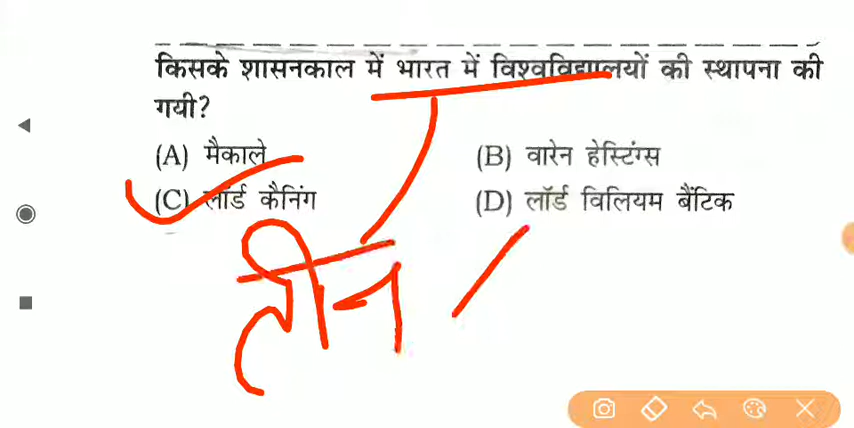 किसके शासनकाल में भारत में विश्वविद्यालयों की स्थापना की
गयी?
(A) मैकाले
(B) वारेन हेस्टिंग्स
(C) लॉर्ड कैनिंग
(D) लॉर्ड विलियम बैंटिक
तीन